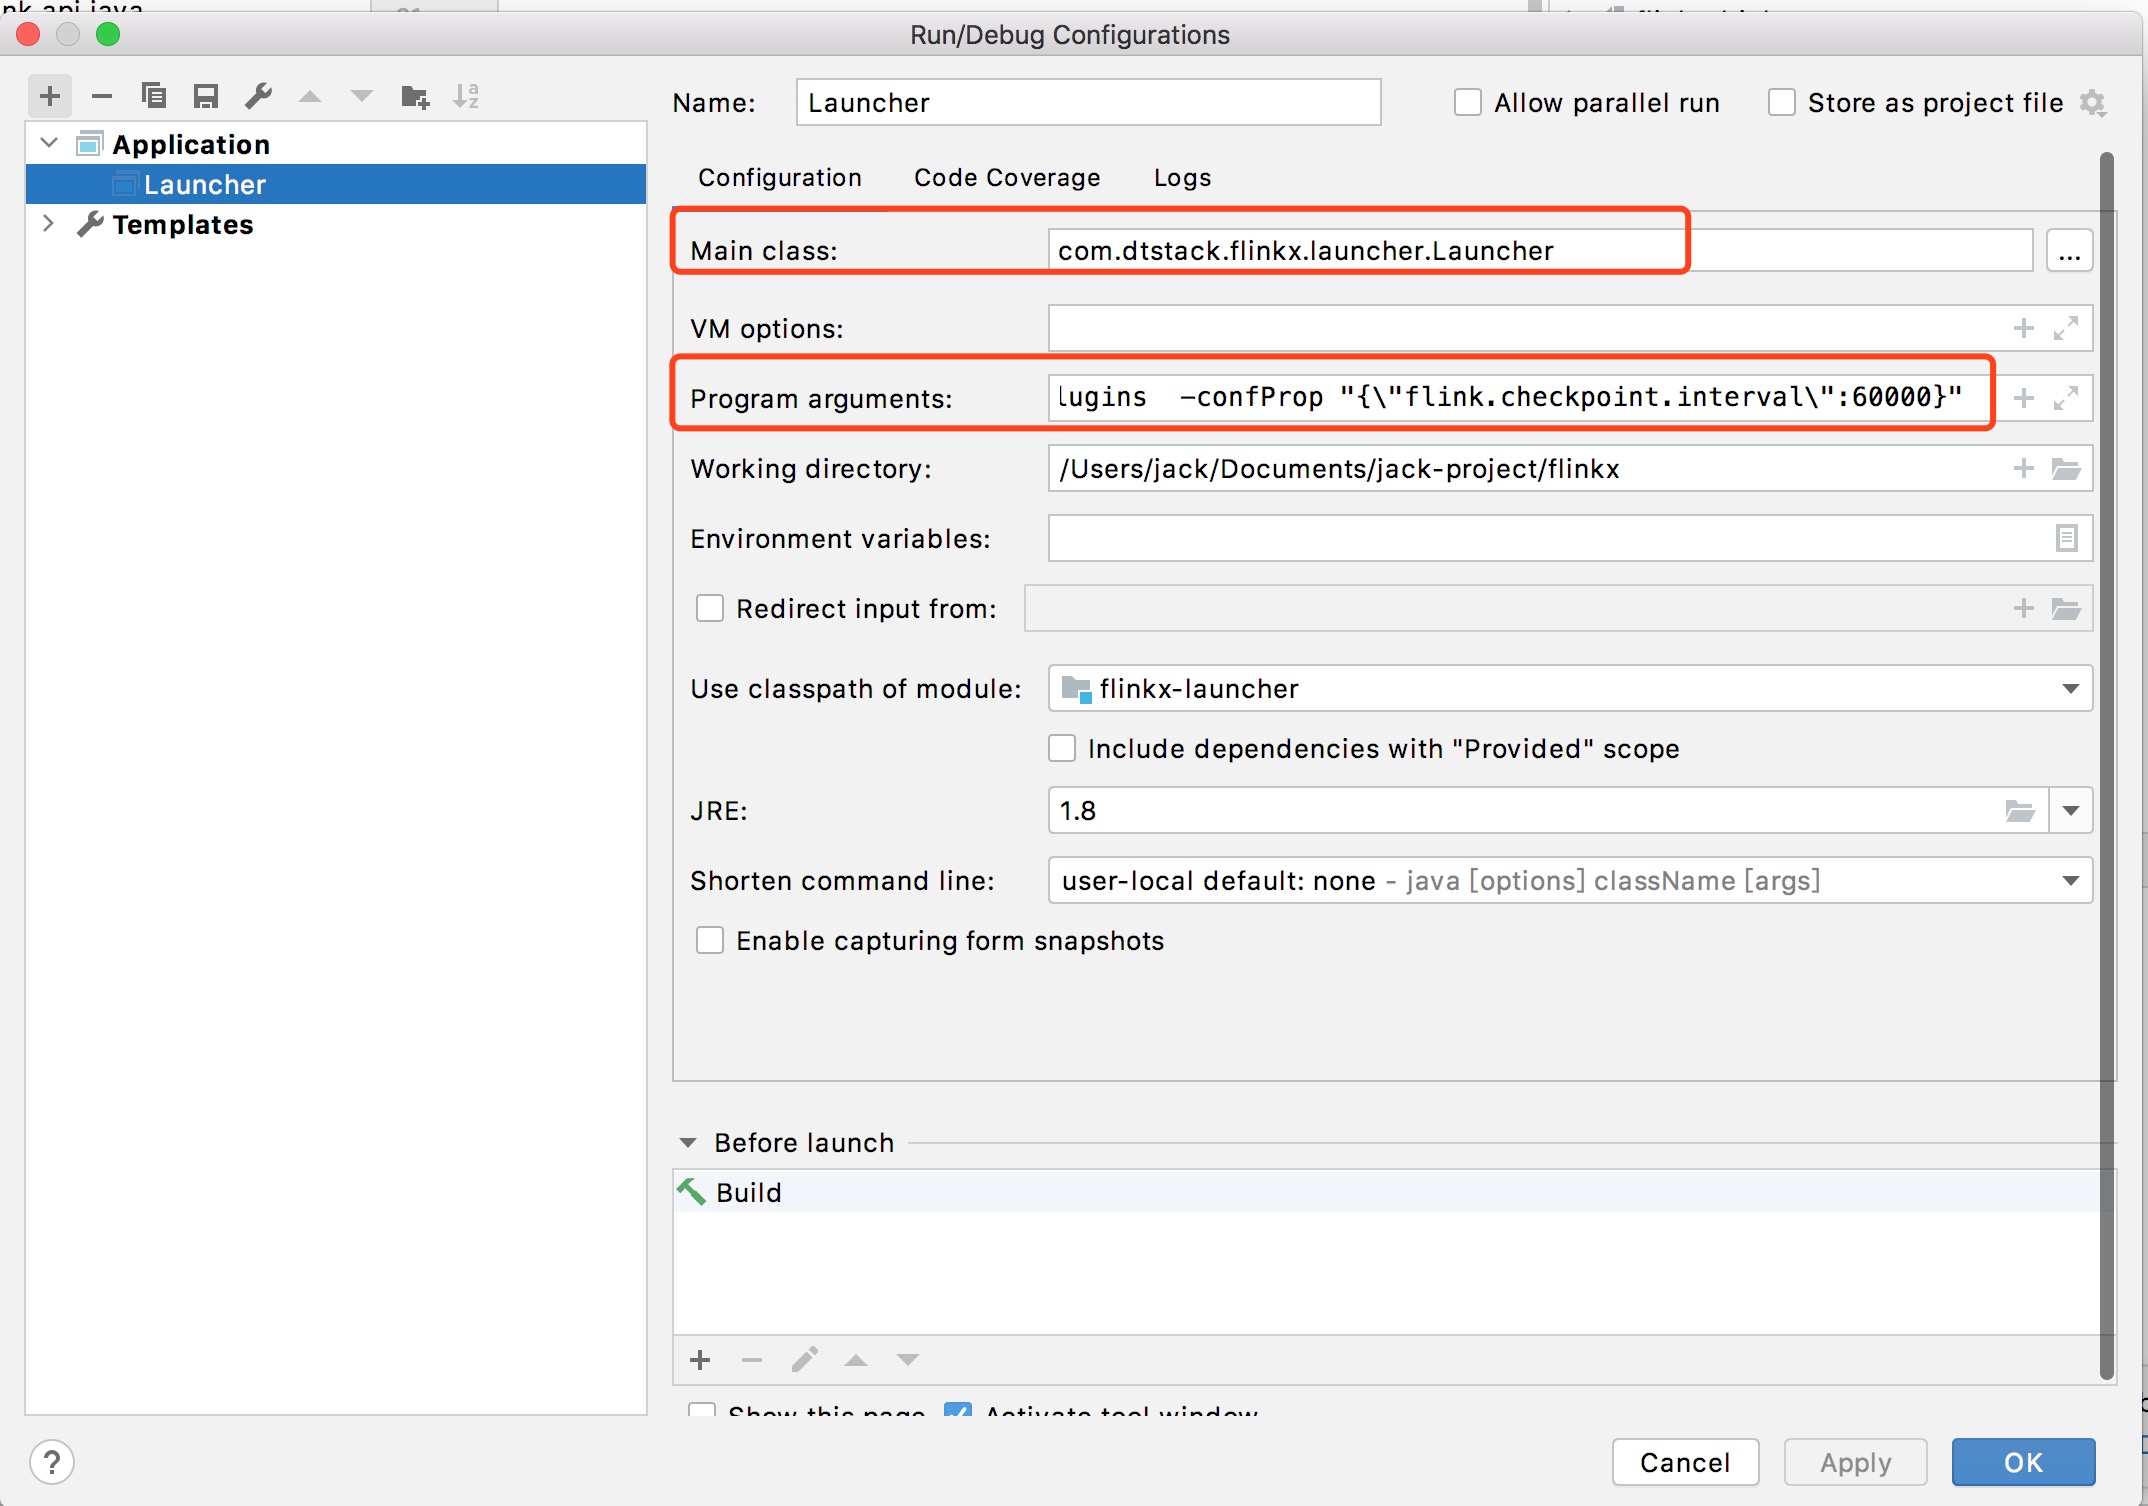 nk api java
Run/Debug Configurations
Application
Launcher
Templates
Name: Launcher Allow parallel run Store as project file
Configuration Code Coverage Logs
Main class: com.dtstack.flinkx.launcher.Launcher ...
VM options:
Program arguments: lugins -confProp "{\"flink.checkpoint.interval\":60000}"
Working directory: /Users/jack/Documents/jack-project/flinkx
Environment variables:
Redirect input from:
Use classpath of module: flinkx-launcher
Include dependencies with "Provided" scope
JRE: 1.8
Shorten command line: user-local default: none - java [options] className [args]
Enable capturing form snapshots
Before launch
Build
Show this page Activate tool window
? Cancel Apply OK